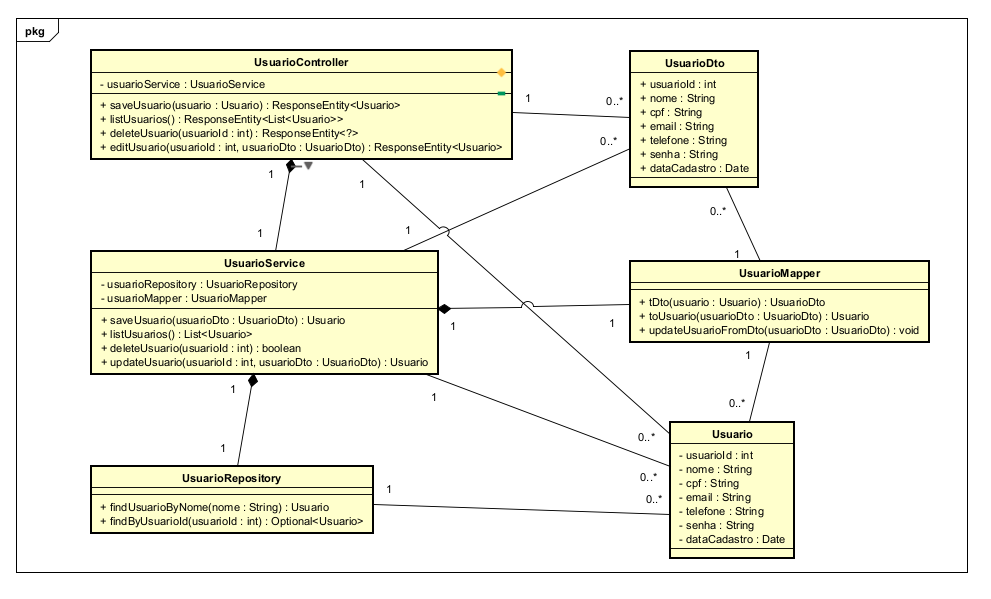 pkg
UsuarioController
- usuarioService : UsuarioService
+ saveUsuario(usuario : Usuario) : ResponseEntity<Usuario>
+ listUsuarios() : ResponseEntity<List<Usuario>>
+ deleteUsuario(usuarioId : int) : ResponseEntity<?>
+ editUsuario(usuarioId : int, usuarioDto : UsuarioDto) : ResponseEntity<Usuario>
UsuarioDto
+ usuarioId : int
+ nome : String
+ cpf : String
+ email : String
+ telefone : String
+ senha : String
+ dataCadastro : Date
1
0..*
0..*
1
1
0..*
1
1
1
UsuarioService
- usuarioRepository : UsuarioRepository
- usuarioMapper : UsuarioMapper
+ saveUsuario(usuarioDto : UsuarioDto) : Usuario
+ listUsuarios() : List<Usuario>
+ deleteUsuario(usuarioId : int) : boolean
+ updateUsuario(usuarioId : int, usuarioDto : UsuarioDto) : Usuario
UsuarioMapper
+ tDto(usuario : Usuario) : UsuarioDto
+ toUsuario(usuarioDto : UsuarioDto) : Usuario
+ updateUsuarioFromDto(usuarioDto : UsuarioDto) : void
1
1
1
1
1
0..*
0..*
1
0..*
1
0..*
UsuarioRepository
+ findUsuarioByNome(nome : String) : Usuario
+ findByUsuarioId(usuarioId : int) : Optional<Usuario>
Usuario
- usuarioId : int
- nome : String
- cpf : String
- email : String
- telefone : String
- senha : String
- dataCadastro : Date